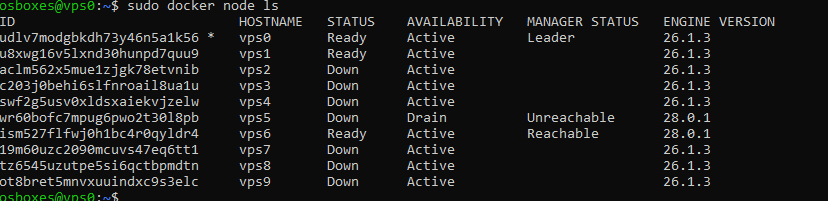 osboxes@vps0:~$ sudo docker node ls
ID HOSTNAME STATUS AVAILABILITY MANAGER STATUS ENGINE VERSION
udlv7modgbkdh73y46n5a1k56 * vps0 Ready Active Leader 26.1.3
u8xwg16v5lxnd30hunpd7quu9 vps1 Ready Active 26.1.3
aclm562x5mue1zjgk78etvnib vps2 Down Active 26.1.3
c203j0behi6slfnroail8ua1u vps3 Down Active 26.1.3
swf2g5usv0xldsxaiekvjzelw vps4 Down Active 26.1.3
wr60bofc7mpug6pwo2t30l8pb vps5 Down Drain Unreachable 28.0.1
ism527flfwj0h1bc4r0qyldr4 vps6 Ready Active Reachable 28.0.1
19m60uzc2090mcuvs47eq6tt1 vps7 Down Active 26.1.3
tz6545uzutpe5si6qctbpmdtn vps8 Down Active 26.1.3
ot8bret5mnvxuuindxc9s3elc vps9 Down Active 26.1.3
osboxes@vps0:~$